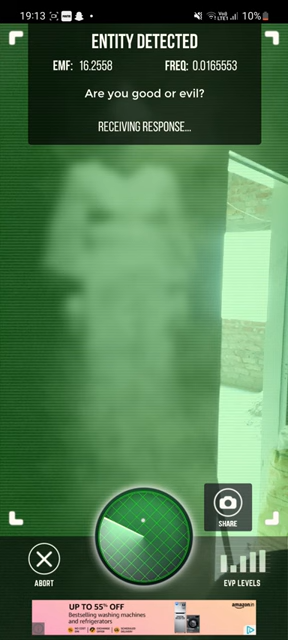 19:13
10%
ENTITY DETECTED
EMF: 16.2558 FREQ: 0.0165553
Are you good or evil?
RECEIVING RESPONSE...
SHARE
ABORT
EVP LEVELS
UP TO 55% OFF
Bestselling washing machines
and refrigerators
amazon.in